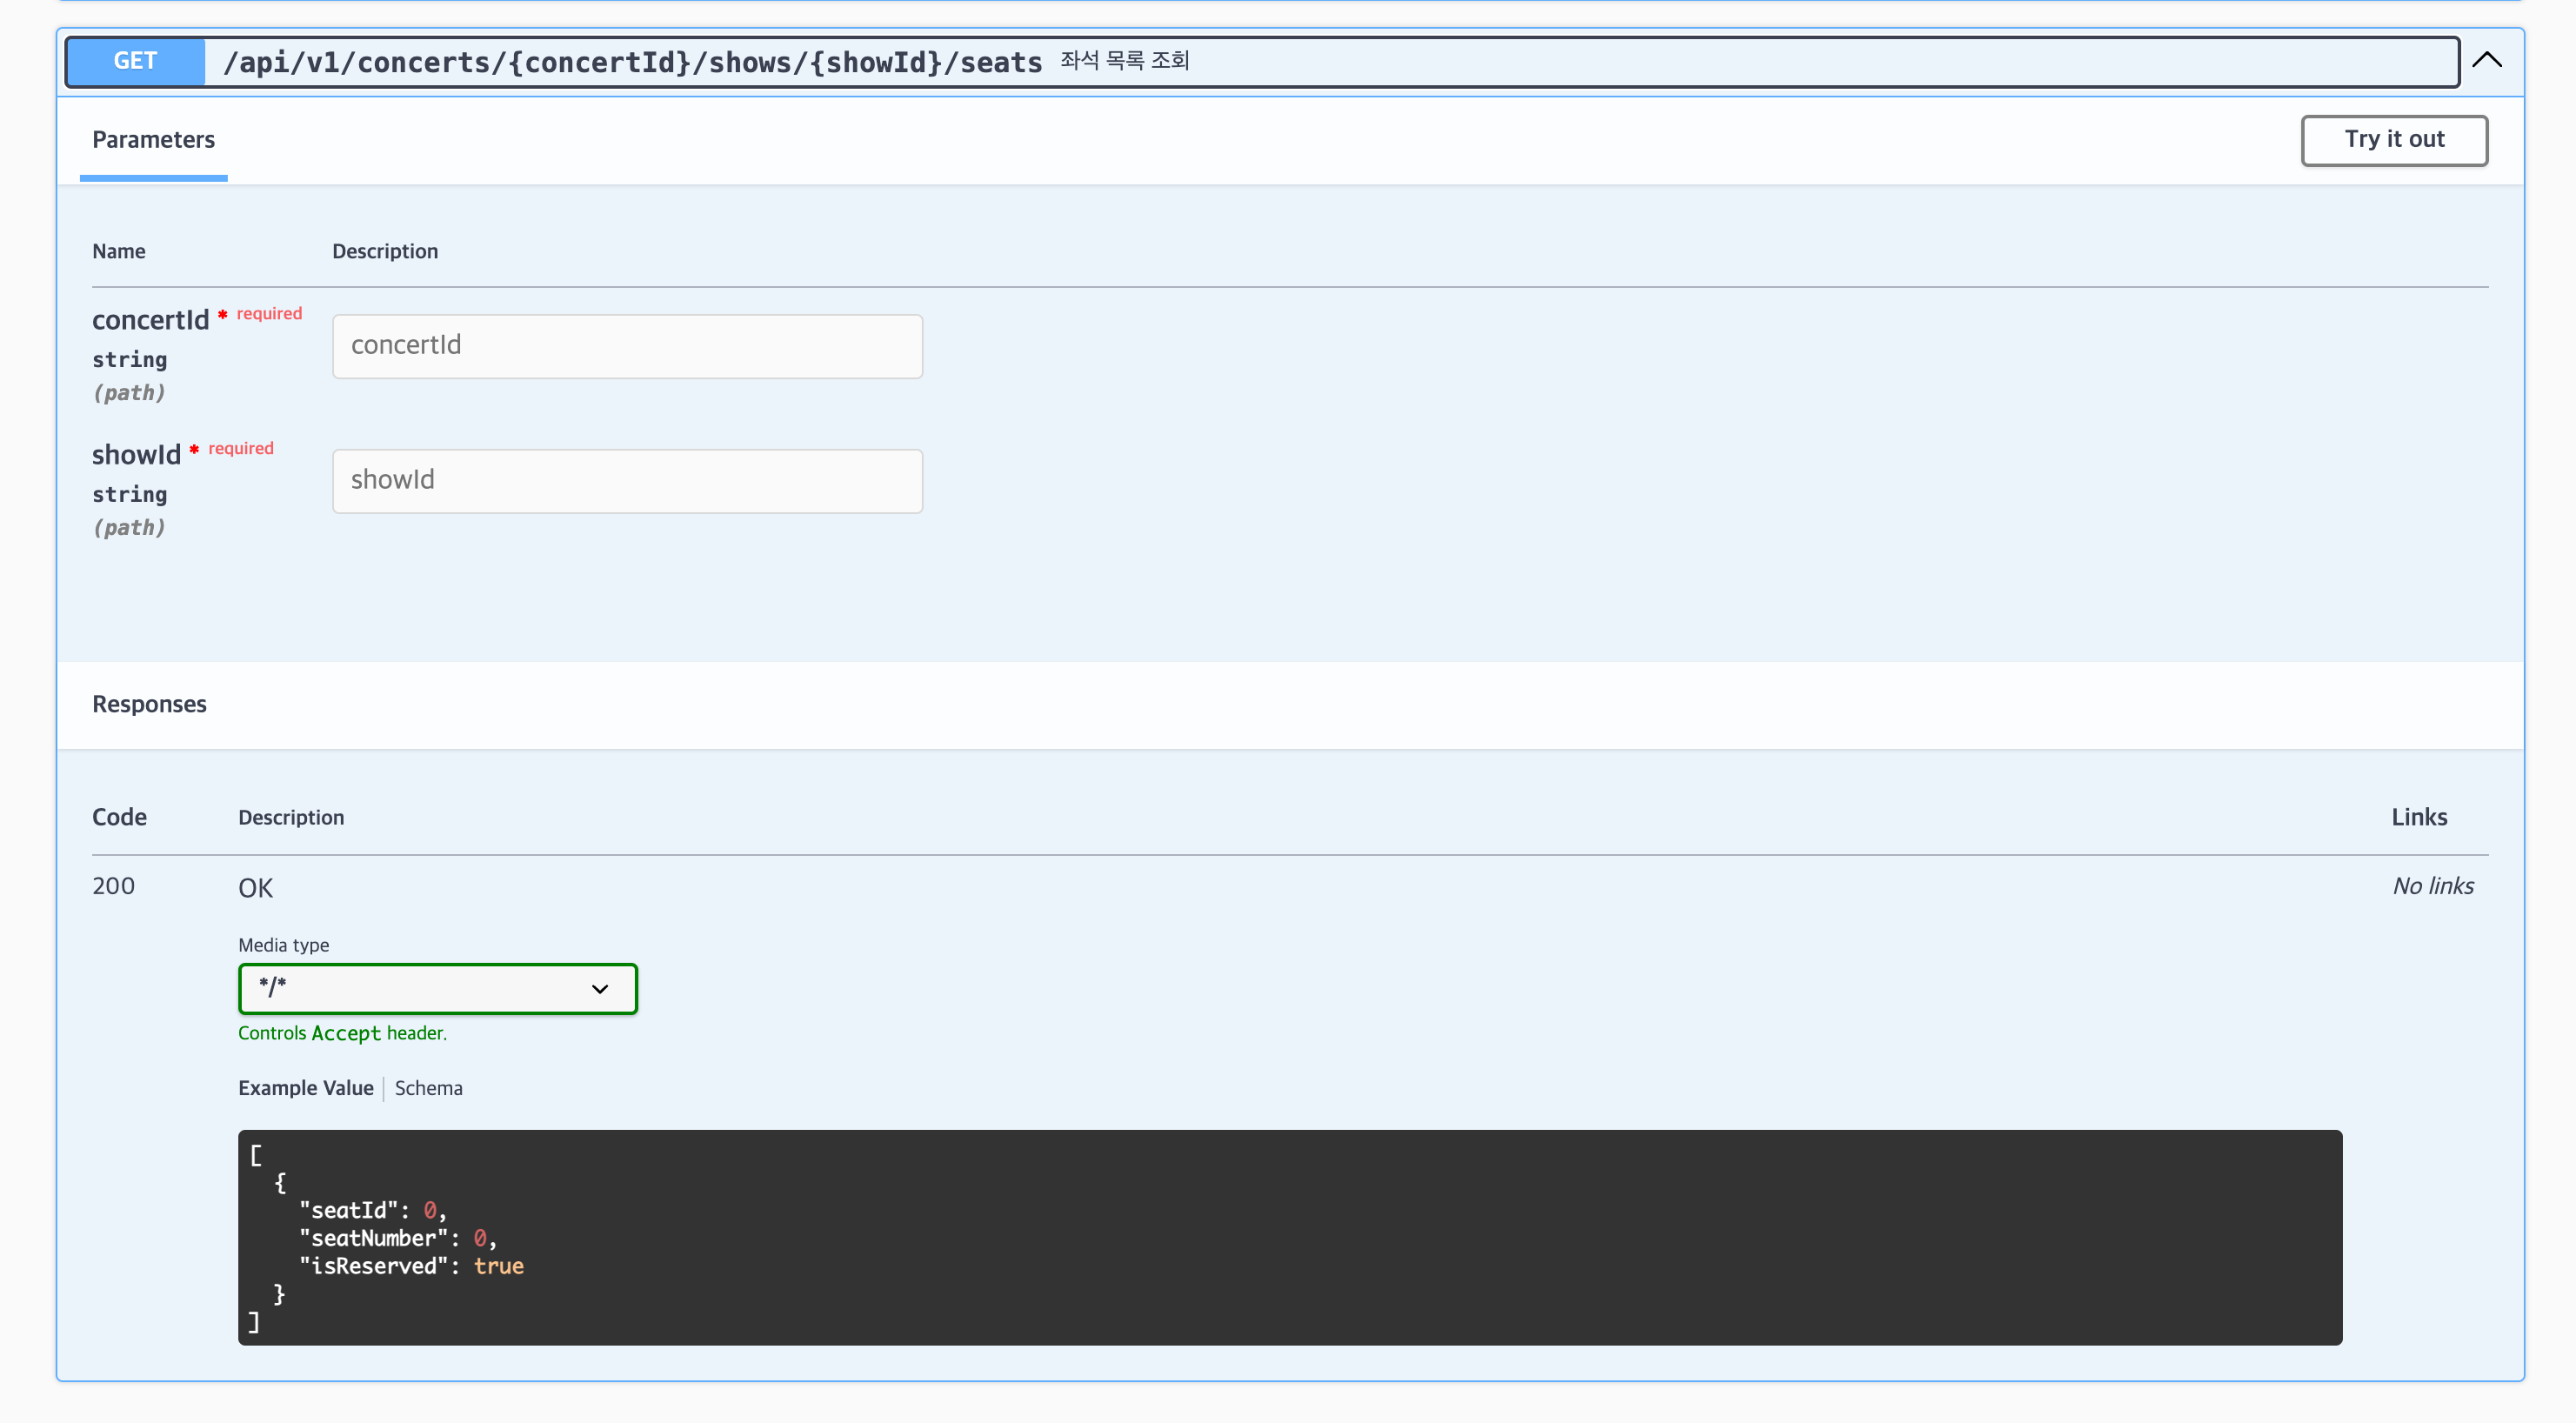 GET /api/v1/concerts/{concertId}/shows/{showId}/seats 좌석 목록 조회
Parameters
Try it out
Name Description
concertId * required
string
(path)
concertId
showId * required
string
(path)
showId
Responses
Code Description Links
200 OK No links
Media type
*/*
Controls Accept header.
Example Value Schema
[
  {
    "seatId": 0,
    "seatNumber": 0,
    "isReserved": true
  }
]